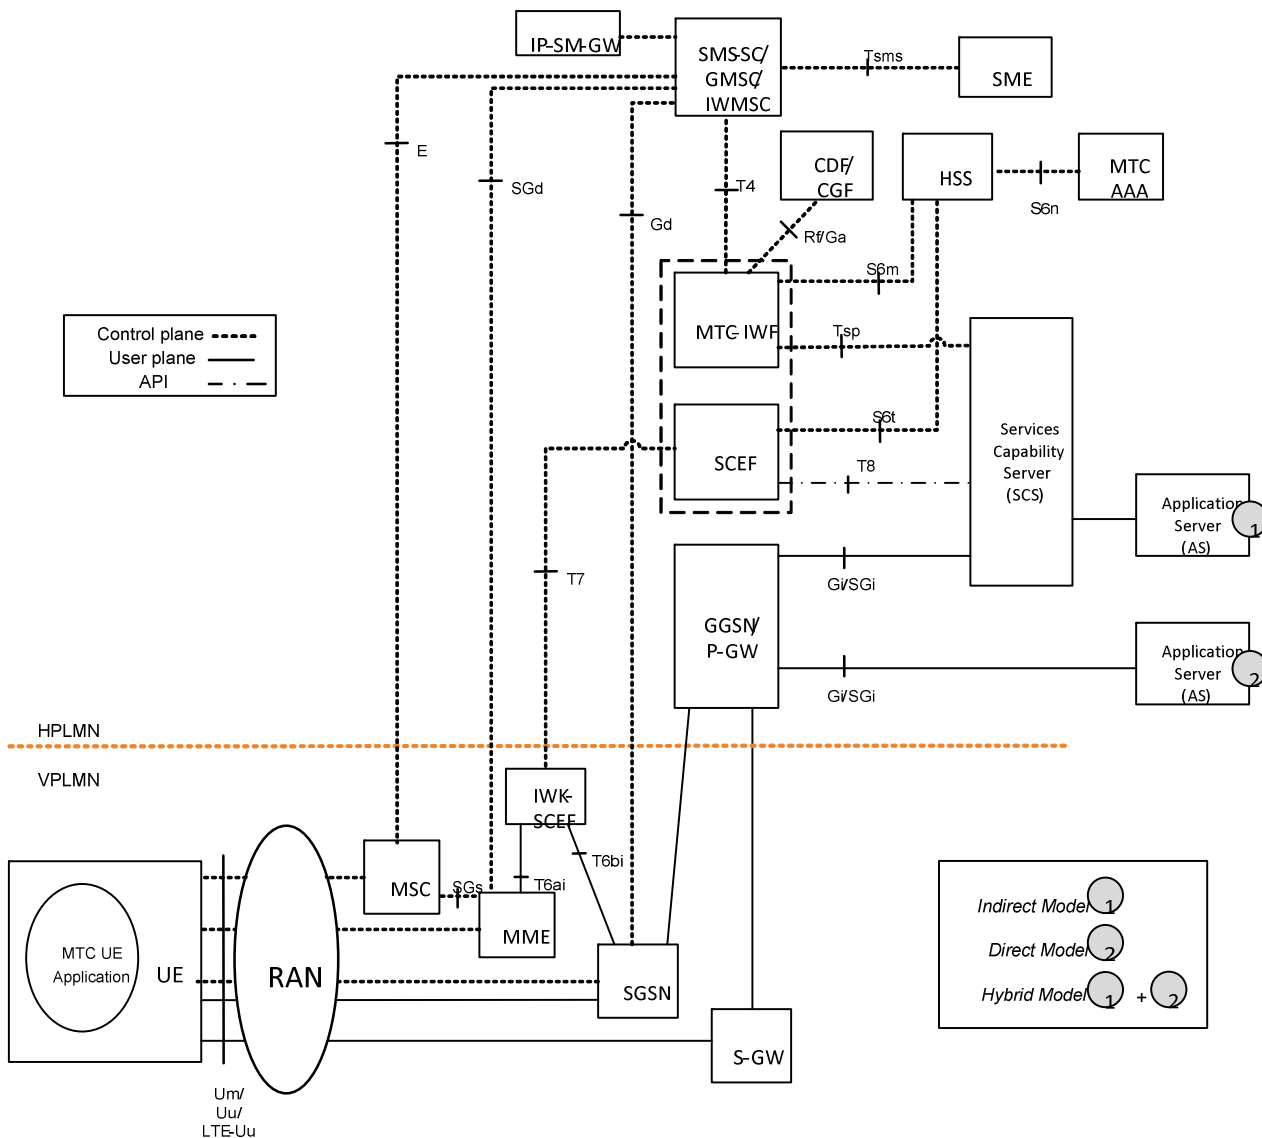 IP-SM-GW
SMS-SC/
GMSC/
IWMSC
Tsms
SME
E
SGd
Gd
T4
CDF/
CGF
Rf/Ga
HSS
S6n
MTC
AAA
S6m
MTC-IWF
Tsp
Control plane
User plane
API
SCEF
S6t
T8
Services
Capability
Server
(SCS)
Application
Server
(AS)
1
T7
Gi/SGi
GGSN/
P-GW
Gi/SGi
Application
Server
(AS)
2
HPLMN
VPLMN
IWK-
SCEF
T6bi
T6ai
MSC
SGs
MME
MTC UE
Application
UE
RAN
SGSN
S-GW
Um/
Uu/
LTE-Uu
Indirect Model 1
Direct Model 2
Hybrid Model 1 + 2